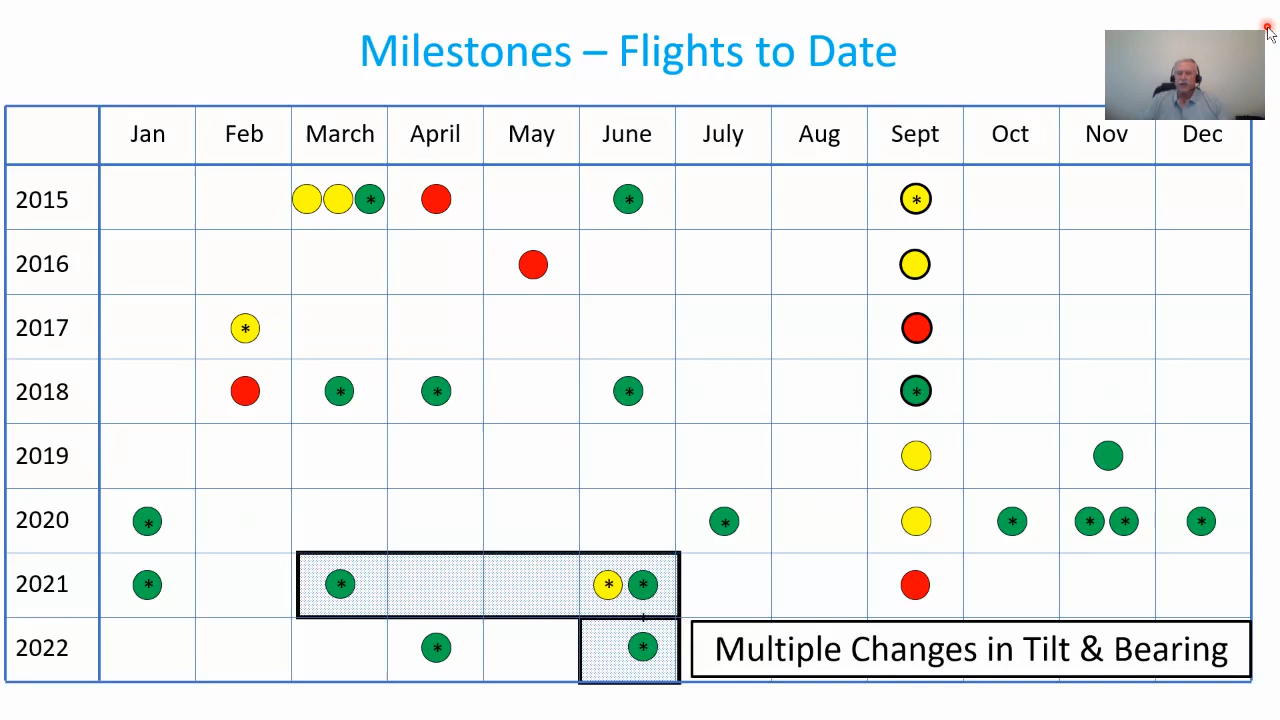 Milestones – Flights to Date
Jan Feb March April May June July Aug Sept Oct Nov Dec
2015 * * *
2016
2017 *
2018 * * * *
2019
2020 * * * * * *
2021 * * * *
2022 * * Multiple Changes in Tilt & Bearing